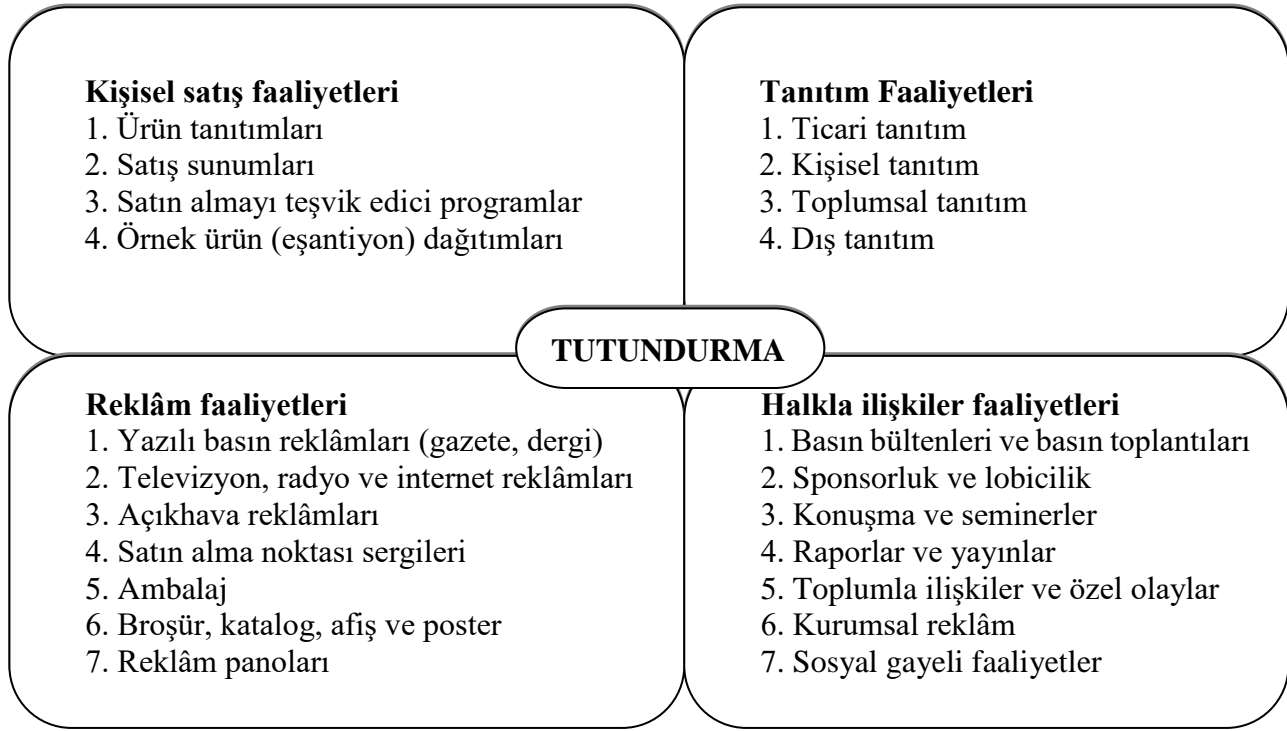 Kişisel satış faaliyetleri
1. Ürün tanıtımları
2. Satış sunumları
3. Satın almayı teşvik edici programlar
4. Örnek ürün (eşantiyon) dağıtımları
Tanıtım Faaliyetleri
1. Ticari tanıtım
2. Kişisel tanıtım
3. Toplumsal tanıtım
4. Dış tanıtım
TUTUNDURMA
Reklâm faaliyetleri
1. Yazılı basın reklâmları (gazete, dergi)
2. Televizyon, radyo ve internet reklâmları
3. Açıkhava reklâmları
4. Satın alma noktası sergileri
5. Ambalaj
6. Broşür, katalog, afiş ve poster
7. Reklâm panoları
Halkla ilişkiler faaliyetleri
1. Basın bültenleri ve basın toplantıları
2. Sponsorluk ve lobicilik
3. Konuşma ve seminerler
4. Raporlar ve yayınlar
5. Toplumla ilişkiler ve özel olaylar
6. Kurumsal reklâm
7. Sosyal gayeli faaliyetler